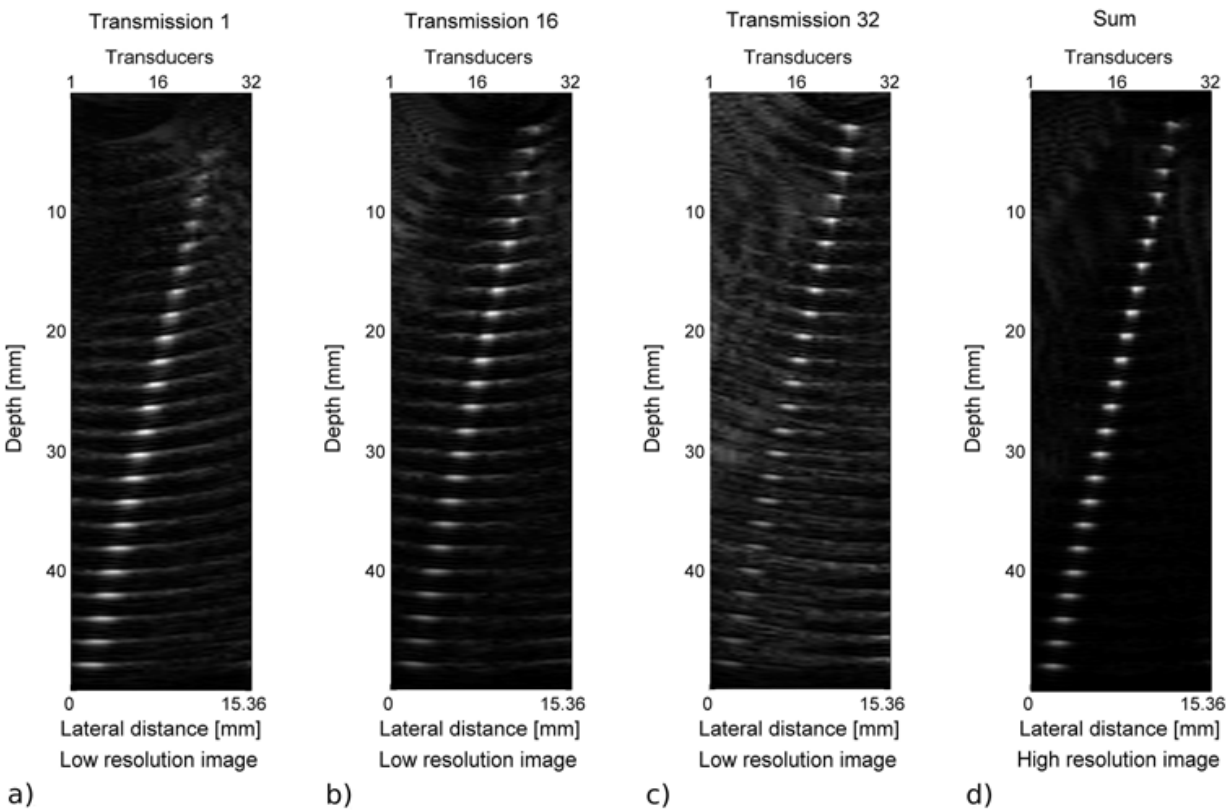 Transmission 1
Transducers
1 16 32
Depth [mm]
10
20
30
40
0 15.36
Lateral distance [mm]
Low resolution image
a)
Transmission 16
Transducers
1 16 32
Depth [mm]
10
20
30
40
0 15.36
Lateral distance [mm]
Low resolution image
b)
Transmission 32
Transducers
1 16 32
Depth [mm]
10
20
30
40
0 15.36
Lateral distance [mm]
Low resolution image
c)
Sum
Transducers
1 16 32
Depth [mm]
10
20
30
40
0 15.36
Lateral distance [mm]
High resolution image
d)